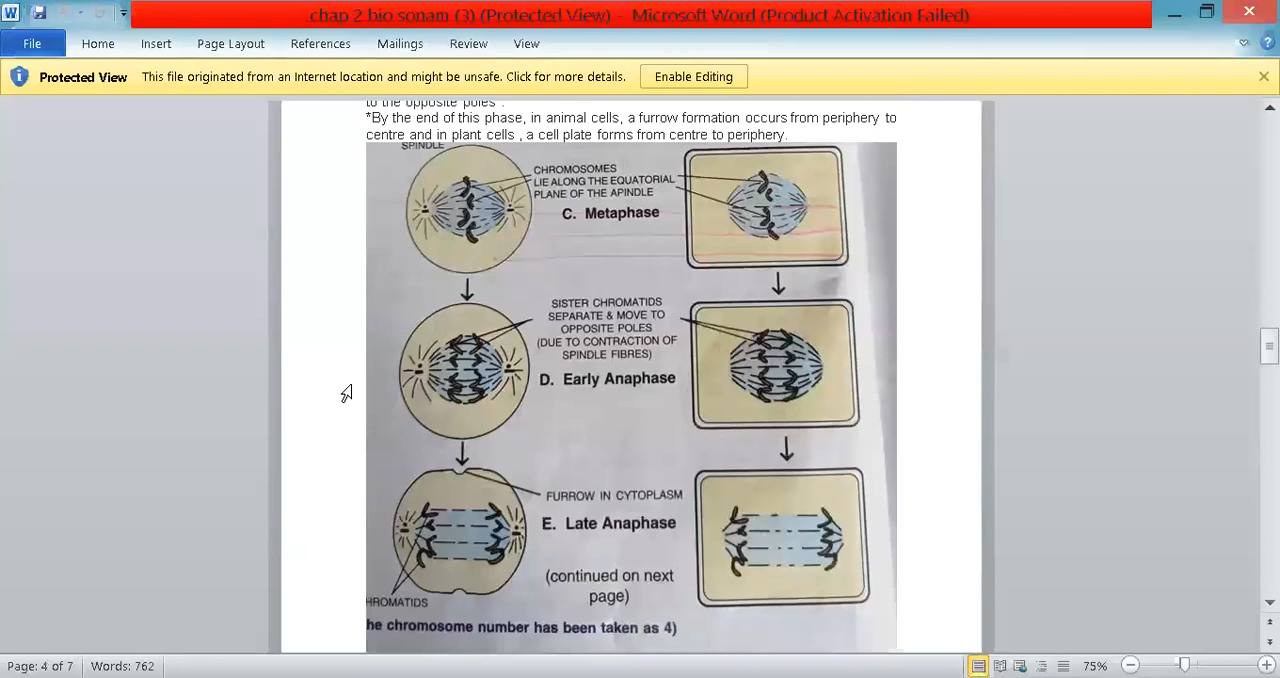 .chap 2 bio sonam (3) (Protected View) - Microsoft Word (Product Activation Failed)
File Home Insert Page Layout References Mailings Review View
Protected View This file originated from an Internet location and might be unsafe. Click for more details. Enable Editing
to the opposite poles .
*By the end of this phase, in animal cells, a furrow formation occurs from periphery to
centre and in plant cells , a cell plate forms from centre to periphery.
SPINDLE
CHROMOSOMES
LIE ALONG THE EQUATORIAL
PLANE OF THE APINDLE
C. Metaphase
SISTER CHROMATIDS
SEPARATE & MOVE TO
OPPOSITE POLES
(DUE TO CONTRACTION OF
SPINDLE FIBRES)
D. Early Anaphase
FURROW IN CYTOPLASM
E. Late Anaphase
(continued on next
page)
HROMATIDS
he chromosome number has been taken as 4)
Page: 4 of 7 Words: 762 75%